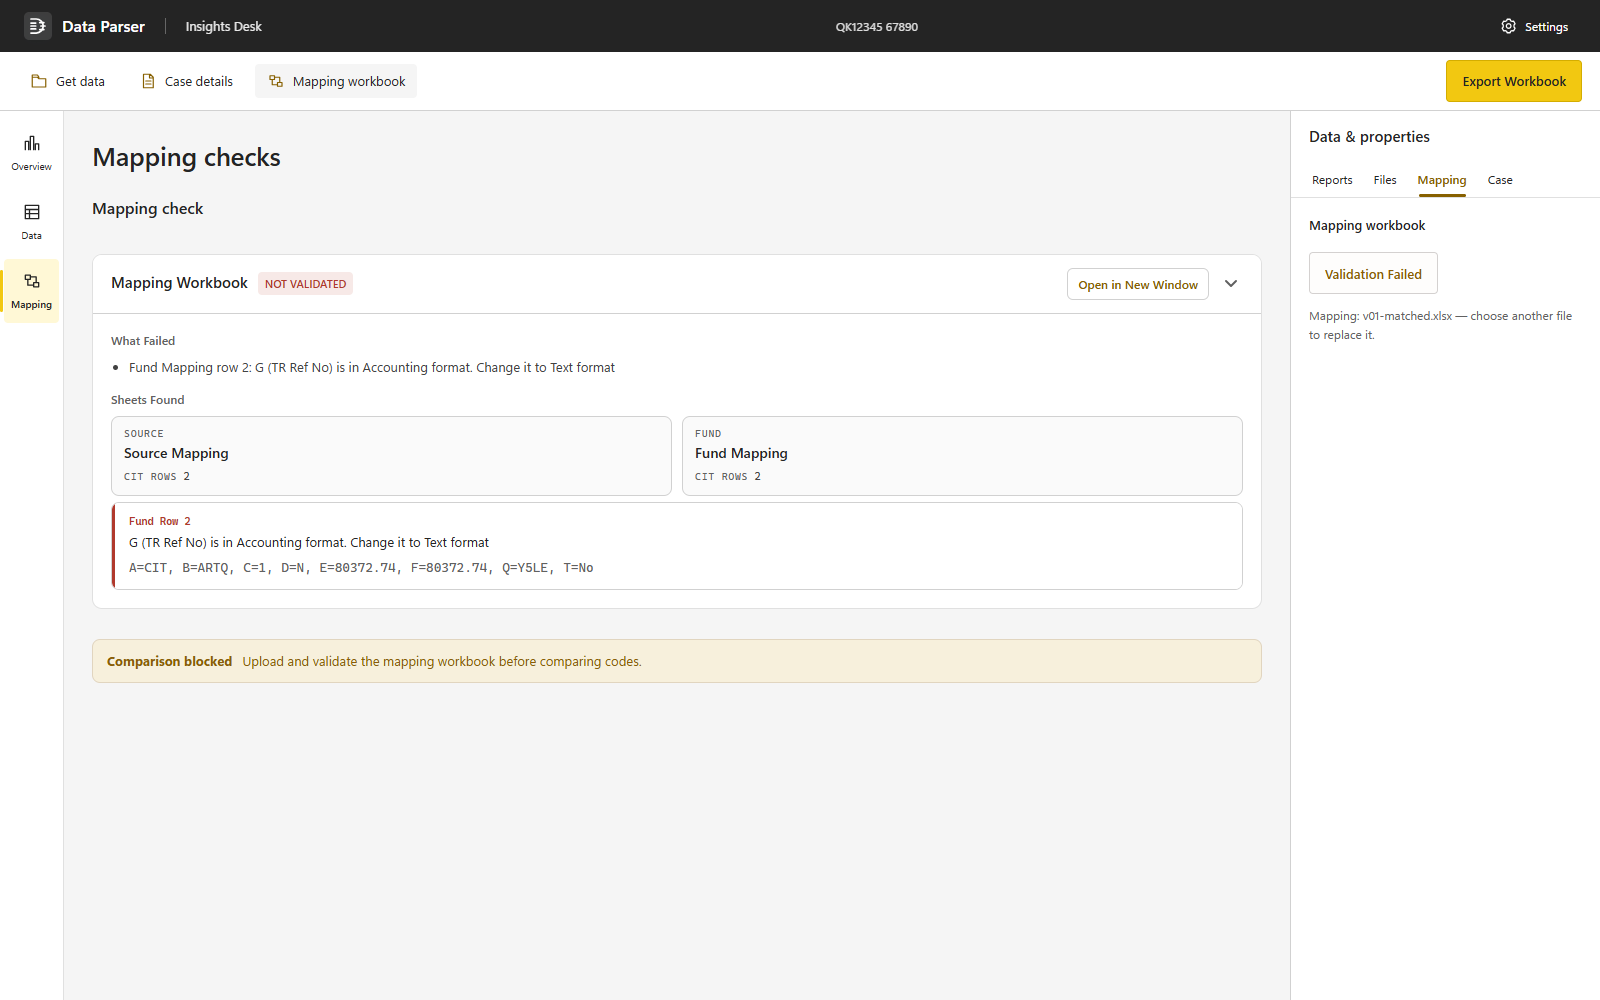 Data Parser
Insights Desk
QK12345 67890
Settings
Get data
Case details
Mapping workbook
Export Workbook
Overview
Data
Mapping
Mapping checks
Mapping check
Mapping Workbook
NOT VALIDATED
Open in New Window
What Failed
• Fund Mapping row 2: G (TR Ref No) is in Accounting format. Change it to Text format
Sheets Found
SOURCE
Source Mapping
CIT ROWS 2
FUND
Fund Mapping
CIT ROWS 2
Fund Row 2
G (TR Ref No) is in Accounting format. Change it to Text format
A=CIT, B=ARTQ, C=1, D=N, E=80372.74, F=80372.74, Q=Y5LE, T=No
Comparison blocked Upload and validate the mapping workbook before comparing codes.
Data & properties
Reports
Files
Mapping
Case
Mapping workbook
Validation Failed
Mapping: v01-matched.xlsx — choose another file
to replace it.